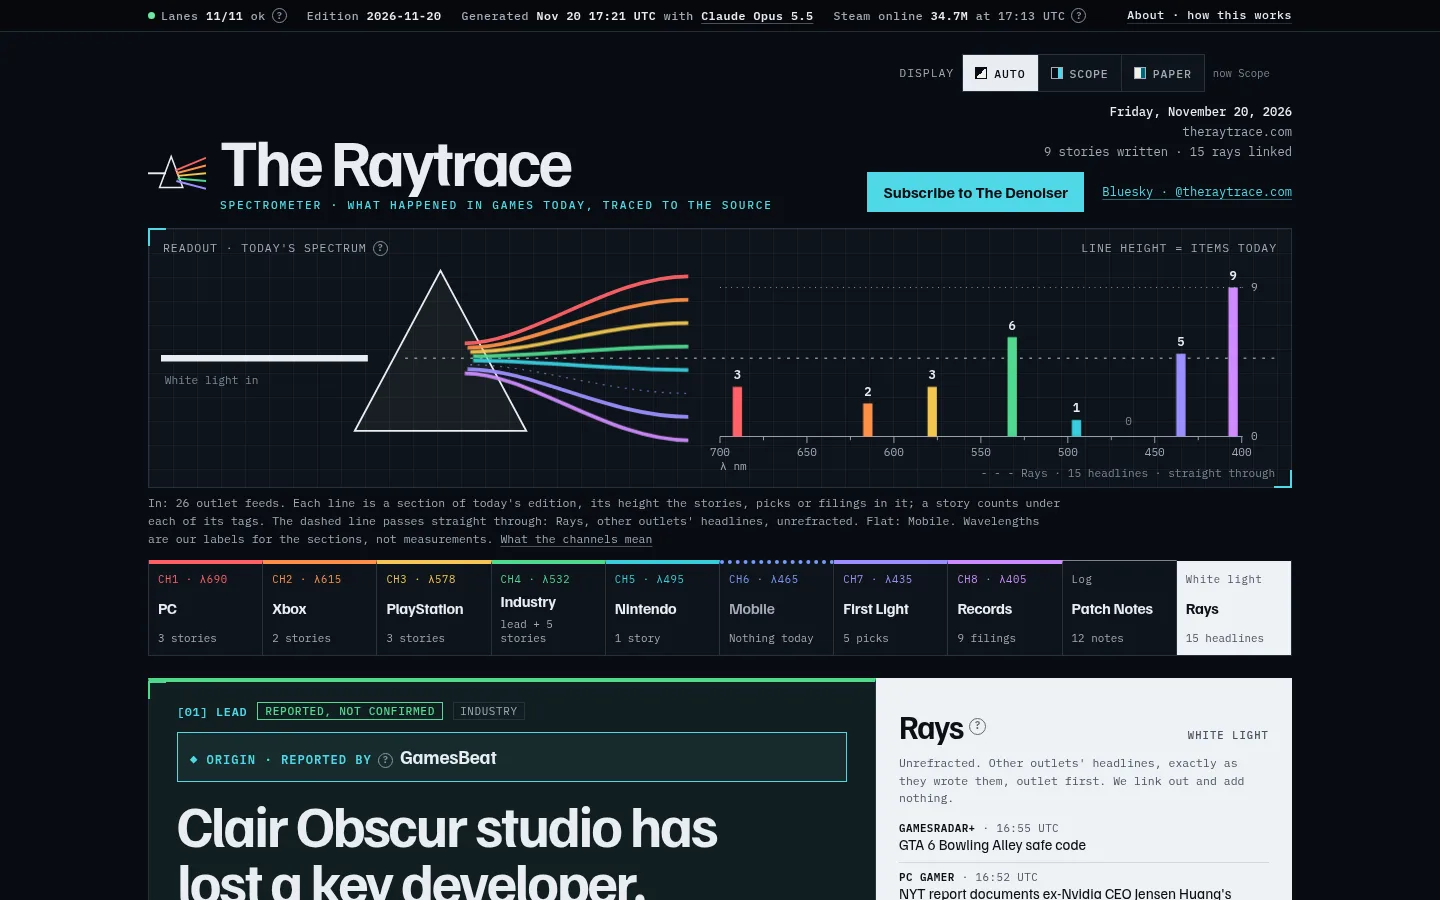 Lanes 11/11 ok ?
Edition 2026-11-20
Generated Nov 20 17:21 UTC with Claude Opus 5.5
Steam online 34.7M at 17:13 UTC ?
About · how this works
DISPLAY AUTO SCOPE PAPER now Scope
Friday, November 20, 2026
theraytrace.com
9 stories written · 15 rays linked
The Raytrace
SPECTROMETER · WHAT HAPPENED IN GAMES TODAY, TRACED TO THE SOURCE
Subscribe to The Denoiser
Bluesky · @theraytrace.com
READOUT · TODAY'S SPECTRUM ?
LINE HEIGHT = ITEMS TODAY
White light in
3
2
3
6
1
0
5
9
9
0
700 650 600 550 500 450 400
λ nm
- - - Rays · 15 headlines · straight through
In: 26 outlet feeds. Each line is a section of today's edition, its height the stories, picks or filings in it; a story counts under
each of its tags. The dashed line passes straight through: Rays, other outlets' headlines, unrefracted. Flat: Mobile. Wavelengths
are our labels for the sections, not measurements. What the channels mean
CH1 · λ690
PC
3 stories
CH2 · λ615
Xbox
2 stories
CH3 · λ578
PlayStation
3 stories
CH4 · λ532
Industry
lead + 5
stories
CH5 · λ495
Nintendo
1 story
CH6 · λ465
Mobile
Nothing today
CH7 · λ435
First Light
5 picks
CH8 · λ405
Records
9 filings
Log
Patch Notes
12 notes
White light
Rays
15 headlines
[01] LEAD REPORTED, NOT CONFIRMED INDUSTRY
◆ ORIGIN · REPORTED BY ? GamesBeat
Clair Obscur studio has
lost a key developer,
Rays ?
WHITE LIGHT
Unrefracted. Other outlets' headlines, exactly as
they wrote them, outlet first. We link out and add
nothing.
GAMESRADAR+ · 16:55 UTC
GTA 6 Bowling Alley safe code
PC GAMER · 16:52 UTC
NYT report documents ex-Nvidia CEO Jensen Huang's